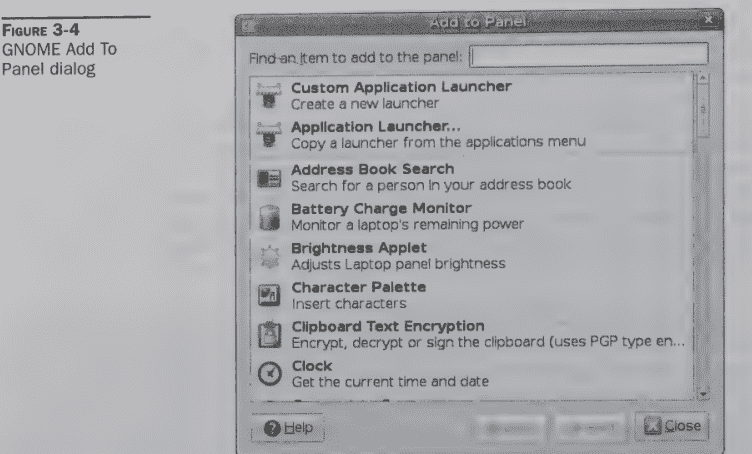 FIGURE 3-4
GNOME Add To
Panel dialog
Add to Panel
Find an item to add to the panel:
Custom Application Launcher
Create a new launcher
Application Launcher...
Copy a launcher from the applications menu
Address Book Search
Search for a person in your address book
Battery Charge Monitor
Monitor a laptop's remaining power
Brightness Applet
Adjusts Laptop panel brightness
Character Palette
Insert characters
Clipboard Text Encryption
Encrypt, decrypt or sign the clipboard (uses PGP type en...
Clock
Get the current time and date
Help
Close